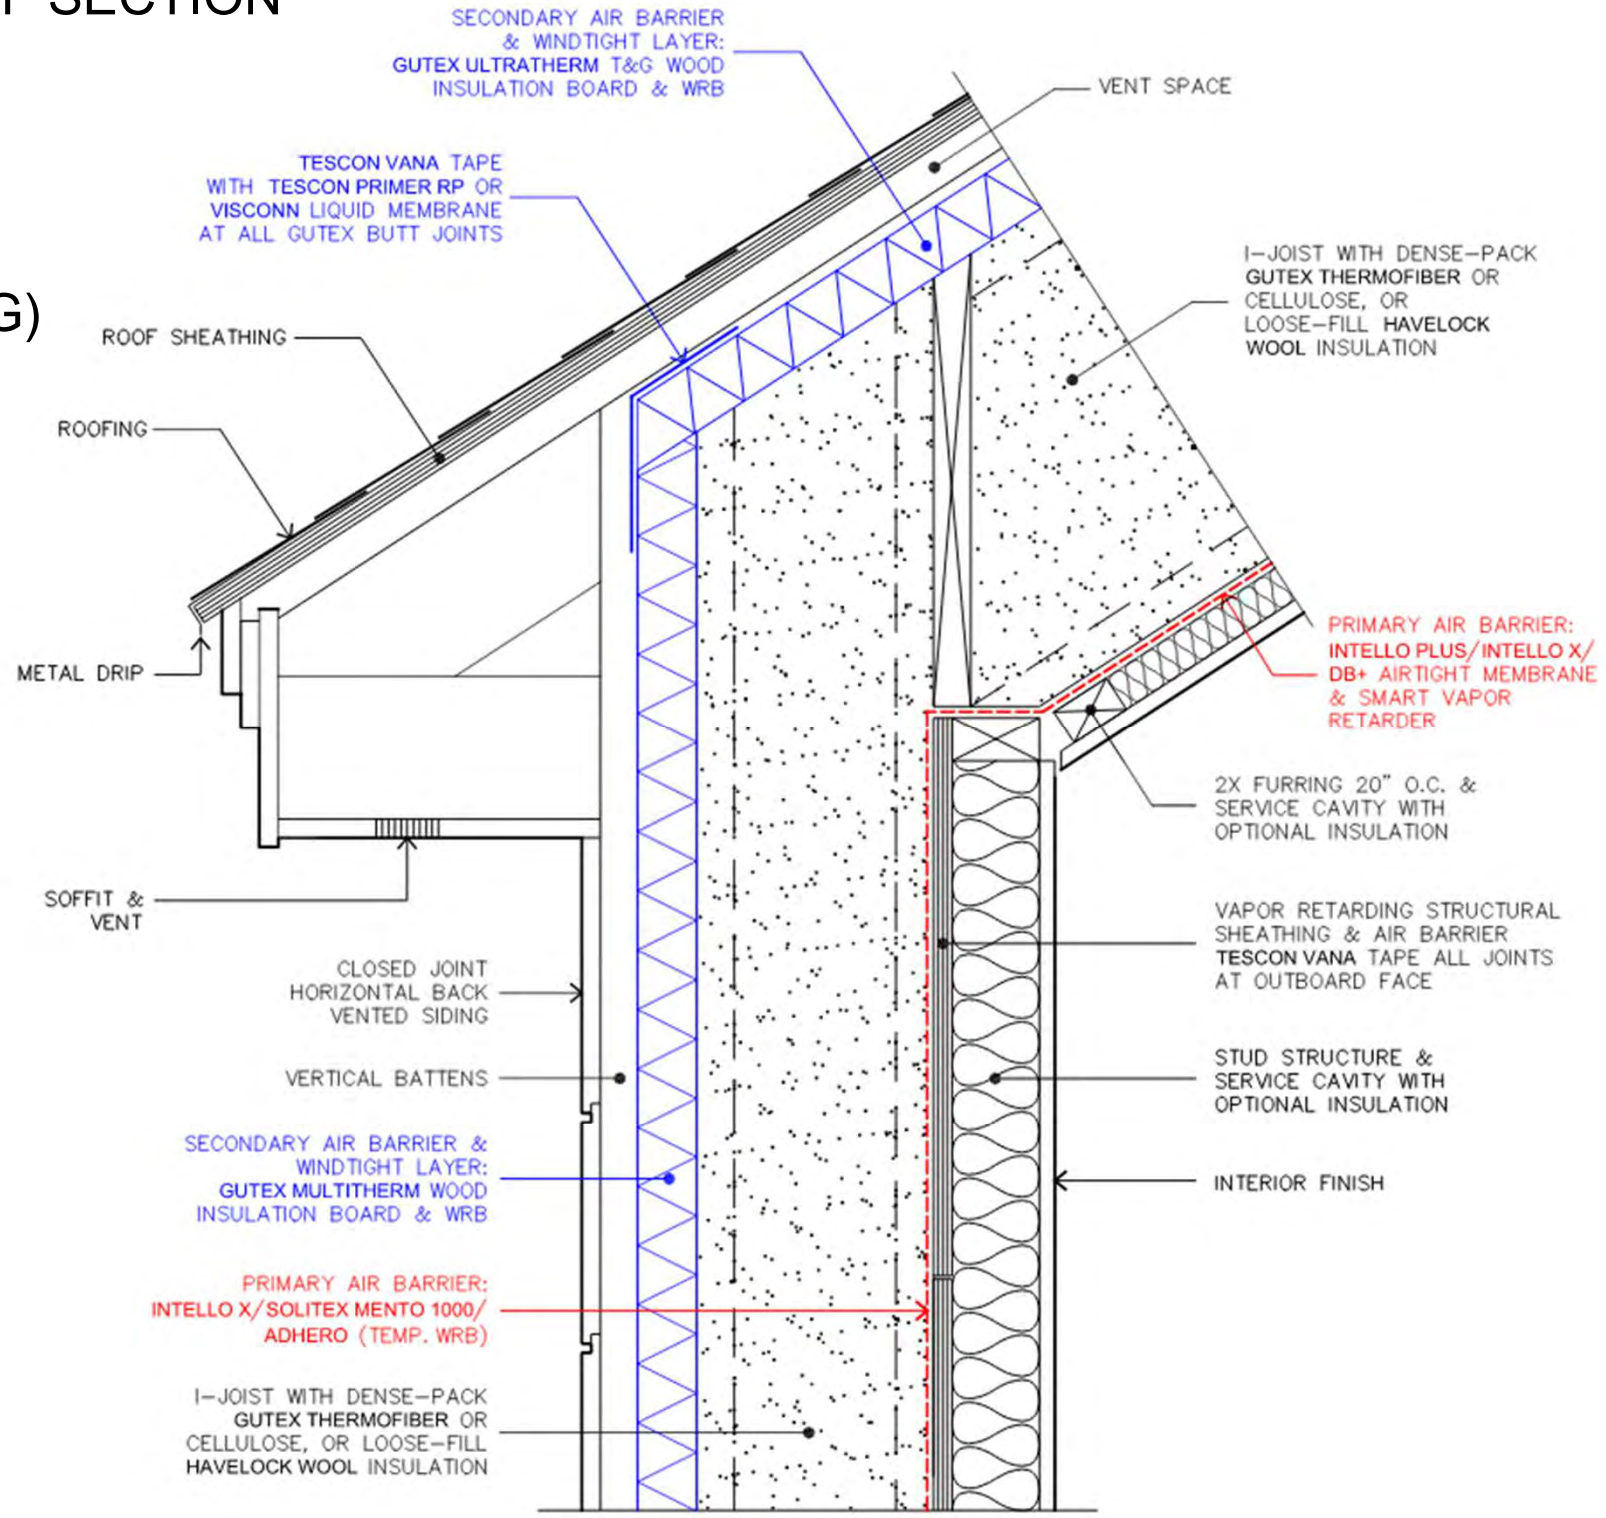 SECTION
SECONDARY AIR BARRIER
& WINDTIGHT LAYER:
GUTEX ULTRATHERM T&G WOOD
INSULATION BOARD & WRB
VENT SPACE
TESCON VANA TAPE
WITH TESCON PRIMER RP OR
VISCONN LIQUID MEMBRANE
AT ALL GUTEX BUTT JOINTS
I-JOIST WITH DENSE-PACK
GUTEX THERMOFIBER OR
CELLULOSE, OR
LOOSE-FILL HAVELOCK
WOOL INSULATION
G)
ROOF SHEATHING
ROOFING
METAL DRIP
PRIMARY AIR BARRIER:
INTELLO PLUS/INTELLO X/
DB+ AIRTIGHT MEMBRANE
& SMART VAPOR
RETARDER
2X FURRING 20" O.C. &
SERVICE CAVITY WITH
OPTIONAL INSULATION
SOFFIT &
VENT
VAPOR RETARDING STRUCTURAL
SHEATHING & AIR BARRIER
TESCON VANA TAPE ALL JOINTS
AT OUTBOARD FACE
CLOSED JOINT
HORIZONTAL BACK
VENTED SIDING
VERTICAL BATTENS
STUD STRUCTURE &
SERVICE CAVITY WITH
OPTIONAL INSULATION
SECONDARY AIR BARRIER &
WINDTIGHT LAYER:
GUTEX MULTITHERM WOOD
INSULATION BOARD & WRB
INTERIOR FINISH
PRIMARY AIR BARRIER:
INTELLO X/SOLITEX MENTO 1000/
ADHERO (TEMP. WRB)
I-JOIST WITH DENSE-PACK
GUTEX THERMOFIBER OR
CELLULOSE, OR LOOSE-FILL
HAVELOCK WOOL INSULATION